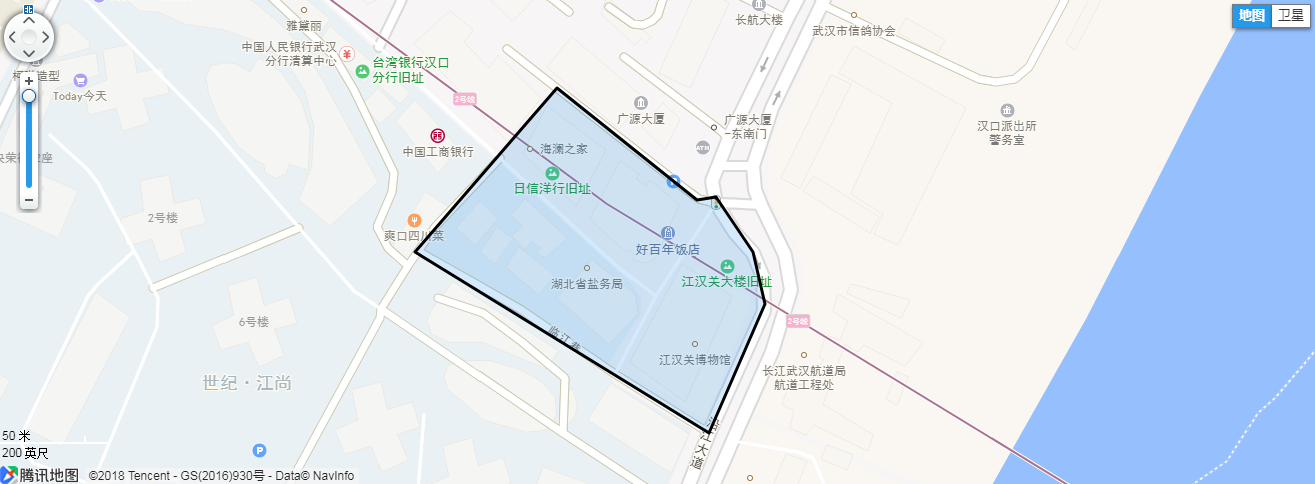 北
地图
卫星
雅黛丽
长航大楼
武汉市信鸽协会
中国人民银行武汉
分行清算中心
台湾银行汉口
分行旧址
Today今天
2号线
广源大厦
广源大厦
-东南门
ATM
汉口派出所
警务室
中国工商银行
海澜之家
日信洋行旧址
2号楼
爽口四川菜
好百年饭店
江汉关大楼旧址
湖北省盐务局
6号楼
2号线
临江巷
江汉关博物馆
长江武汉航道局
航道工程处
世纪·江尚
江大道
P
50 米
200 英尺
腾讯地图
©2018 Tencent - GS(2016)930号 - Data© NavInfo